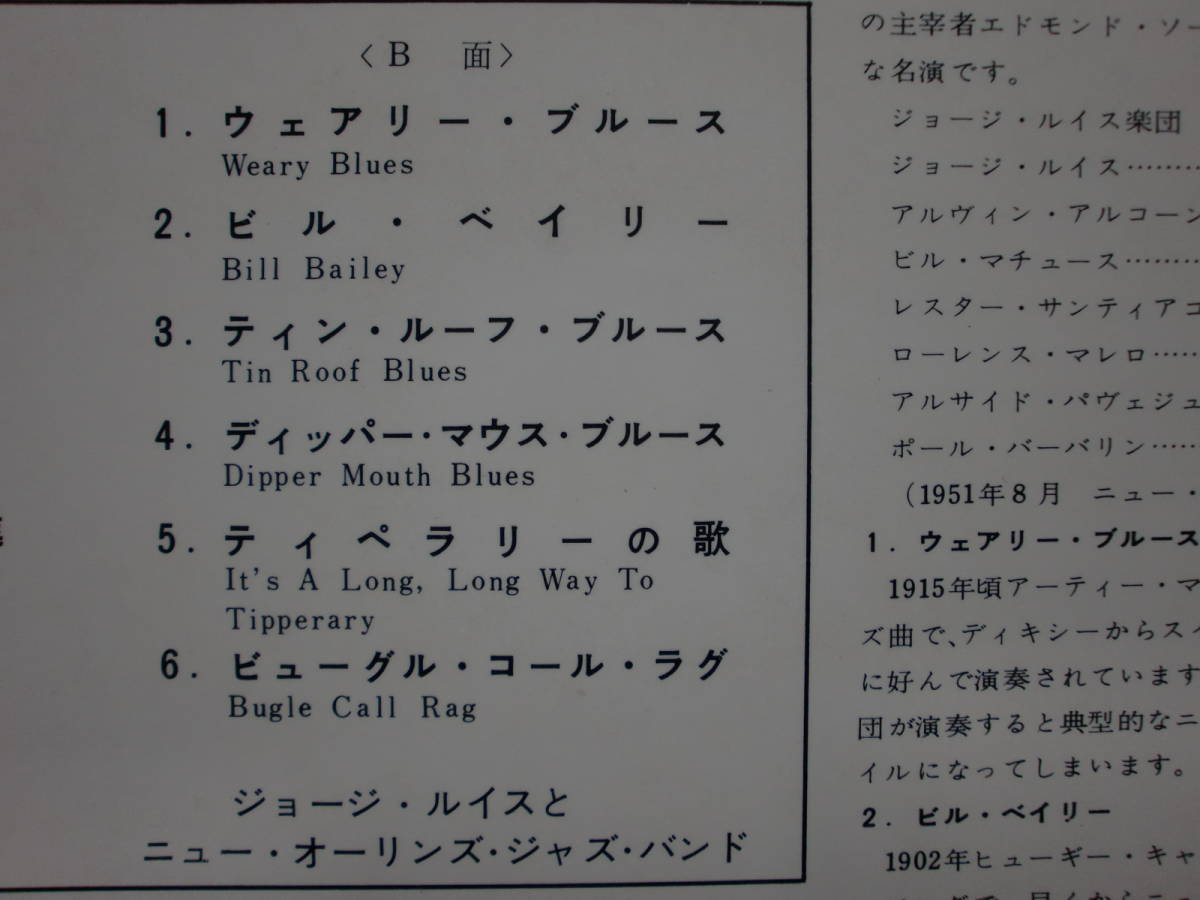 〈B 面〉
1. ウェアリー・ブルース
Weary Blues
2. ビル・ベイリー
Bill Bailey
3. ティン・ルーフ・ブルース
Tin Roof Blues
4. ディッパー・マウス・ブルース
Dipper Mouth Blues
5. ティペラリーの歌
It's A Long, Long Way To
Tipperary
6. ビューグル・コール・ラグ
Bugle Call Rag
ジョージ・ルイスと
ニュー・オーリンズ・ジャズ・バンド
の主宰者エドモンド・ソー
な名演です。
ジョージ・ルイス楽団
ジョージ・ルイス………
アルヴィン・アルコーン
ビル・マチュース………
レスター・サンティアゴ
ローレンス・マレロ……
アルサイド・パヴェジュ
ポール・バーバリン……
(1951年8月 ニュー・
1. ウェアリー・ブルース
1915年頃アーティー・マ
ズ曲で、ディキシーからスイ
に好んで演奏されています
団が演奏すると典型的なニ
イルになってしまいます。
2. ビル・ベイリー
1902年ヒューギー・キャ